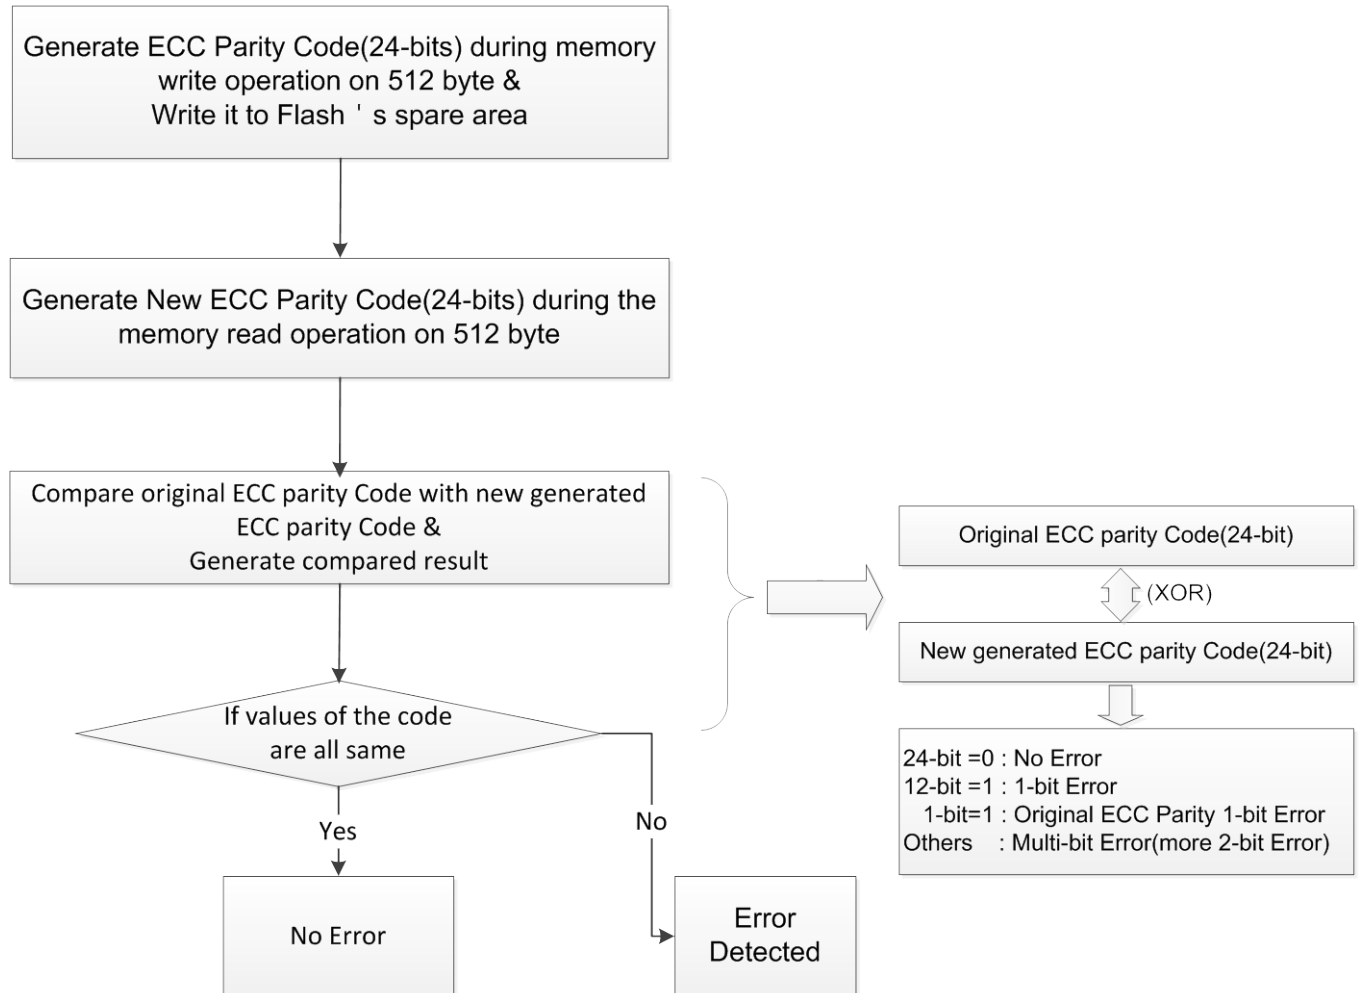 Generate ECC Parity Code(24-bits) during memory
write operation on 512 byte &
Write it to Flash ' s spare area
Generate New ECC Parity Code(24-bits) during the
memory read operation on 512 byte
Compare original ECC parity Code with new generated
ECC parity Code &
Generate compared result
If values of the code
are all same
Yes
No
No Error
Error
Detected
Original ECC parity Code(24-bit)
(XOR)
New generated ECC parity Code(24-bit)
24-bit =0 : No Error
12-bit =1 : 1-bit Error
1-bit=1 : Original ECC Parity 1-bit Error
Others : Multi-bit Error(more 2-bit Error)